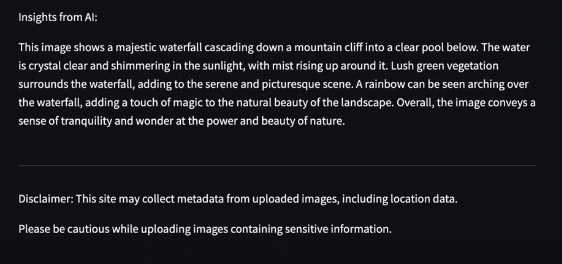 Insights from AI:
This image shows a majestic waterfall cascading down a mountain cliff into a clear pool below. The water
is crystal clear and shimmering in the sunlight, with mist rising up around it. Lush green vegetation
surrounds the waterfall, adding to the serene and picturesque scene. A rainbow can be seen arching over
the waterfall, adding a touch of magic to the natural beauty of the landscape. Overall, the image conveys a
sense of tranquility and wonder at the power and beauty of nature.
Disclaimer: This site may collect metadata from uploaded images, including location data.
Please be cautious while uploading images containing sensitive information.